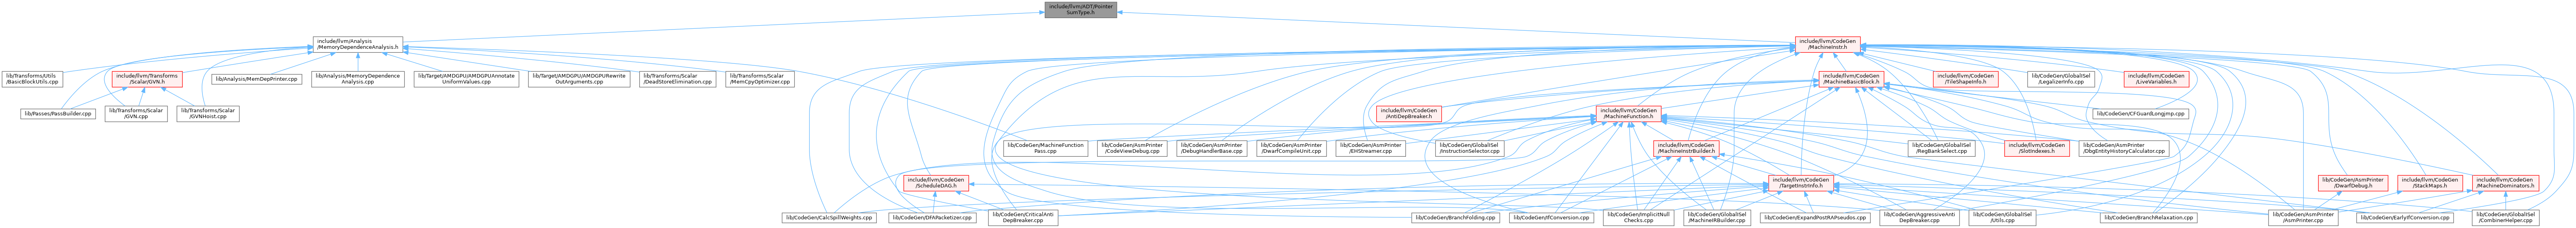 include/llvm/ADT/Pointer
SumType.h
include/llvm/Analysis
/MemoryDependenceAnalysis.h
include/llvm/CodeGen
/MachineInstr.h
lib/Transforms/Utils
/BasicBlockUtils.cpp
include/llvm/Transforms
/Scalar/GVN.h
lib/Analysis/MemDepPrinter.cpp
lib/Analysis/MemoryDependence
Analysis.cpp
lib/Target/AMDGPU/AMDGPUAnnotate
UniformValues.cpp
lib/Target/AMDGPU/AMDGPURewrite
OutArguments.cpp
lib/Transforms/Scalar
/DeadStoreElimination.cpp
lib/Transforms/Scalar
/MemCpyOptimizer.cpp
include/llvm/CodeGen
/MachineBasicBlock.h
include/llvm/CodeGen
/TileShapeInfo.h
lib/CodeGen/GlobalISel
/LegalizerInfo.cpp
include/llvm/CodeGen
/LiveVariables.h
lib/Passes/PassBuilder.cpp
lib/Transforms/Scalar
/GVN.cpp
lib/Transforms/Scalar
/GVNHoist.cpp
include/llvm/CodeGen
/AntiDepBreaker.h
include/llvm/CodeGen
/MachineFunction.h
lib/CodeGen/CFGuardLongjmp.cpp
lib/CodeGen/MachineFunction
Pass.cpp
lib/CodeGen/AsmPrinter
/CodeViewDebug.cpp
lib/CodeGen/AsmPrinter
/DebugHandlerBase.cpp
lib/CodeGen/AsmPrinter
/DwarfCompileUnit.cpp
lib/CodeGen/AsmPrinter
/EHStreamer.cpp
lib/CodeGen/GlobalISel
/InstructionSelector.cpp
include/llvm/CodeGen
/MachineInstrBuilder.h
lib/CodeGen/GlobalISel
/RegBankSelect.cpp
include/llvm/CodeGen
/SlotIndexes.h
lib/CodeGen/AsmPrinter
/DbgEntityHistoryCalculator.cpp
include/llvm/CodeGen
/ScheduleDAG.h
include/llvm/CodeGen
/TargetInstrInfo.h
lib/CodeGen/AsmPrinter
/DwarfDebug.h
include/llvm/CodeGen
/StackMaps.h
include/llvm/CodeGen
/MachineDominators.h
lib/CodeGen/CalcSpillWeights.cpp
lib/CodeGen/DFAPacketizer.cpp
lib/CodeGen/CriticalAnti
DepBreaker.cpp
lib/CodeGen/BranchFolding.cpp
lib/CodeGen/IfConversion.cpp
lib/CodeGen/ImplicitNull
Checks.cpp
lib/CodeGen/GlobalISel
/MachineIRBuilder.cpp
lib/CodeGen/ExpandPostRAPseudos.cpp
lib/CodeGen/AggressiveAnti
DepBreaker.cpp
lib/CodeGen/GlobalISel
/Utils.cpp
lib/CodeGen/BranchRelaxation.cpp
lib/CodeGen/AsmPrinter
/AsmPrinter.cpp
lib/CodeGen/EarlyIfConversion.cpp
lib/CodeGen/GlobalISel
/CombinerHelper.cpp